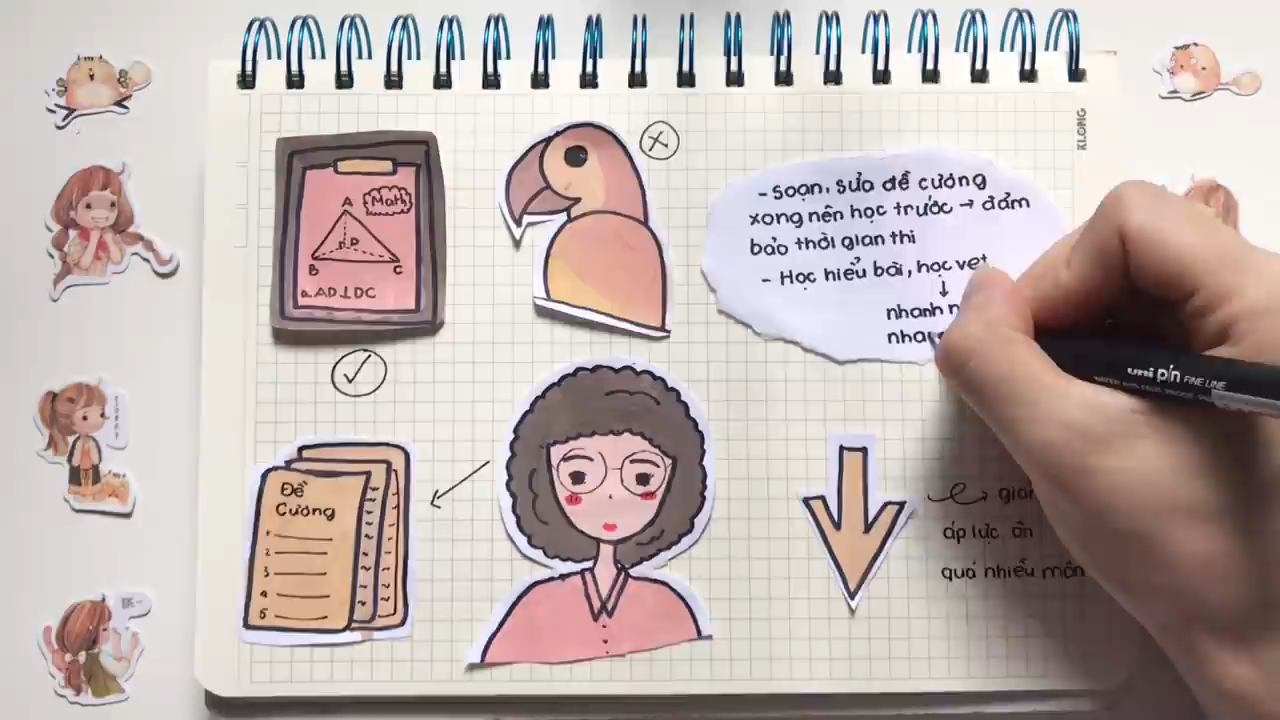 KLONG
Math
A
D
B
C
a. AD⊥DC
- Soạn, sửa đề cương
xong nên học trước → đảm
bảo thời gian thi
- Học hiểu bài, học vẹt
↓
nhanh
Đề
Cương
1
2
3
4
5
áp lực ôn
quá nhiều môn
uni pin FINE LINE